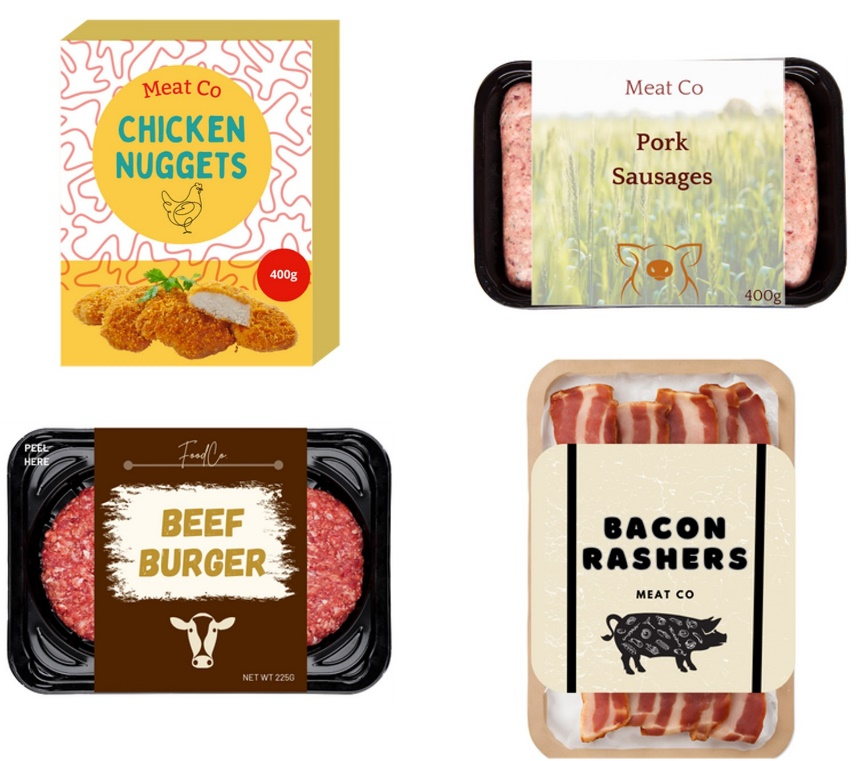 Meat Co
CHICKEN
NUGGETS
400g
Meat Co
Pork
Sausages
400g
PEEL
HERE
FoodCo.
BEEF
BURGER
NET WT 225G
BACON
RASHERS
MEAT CO